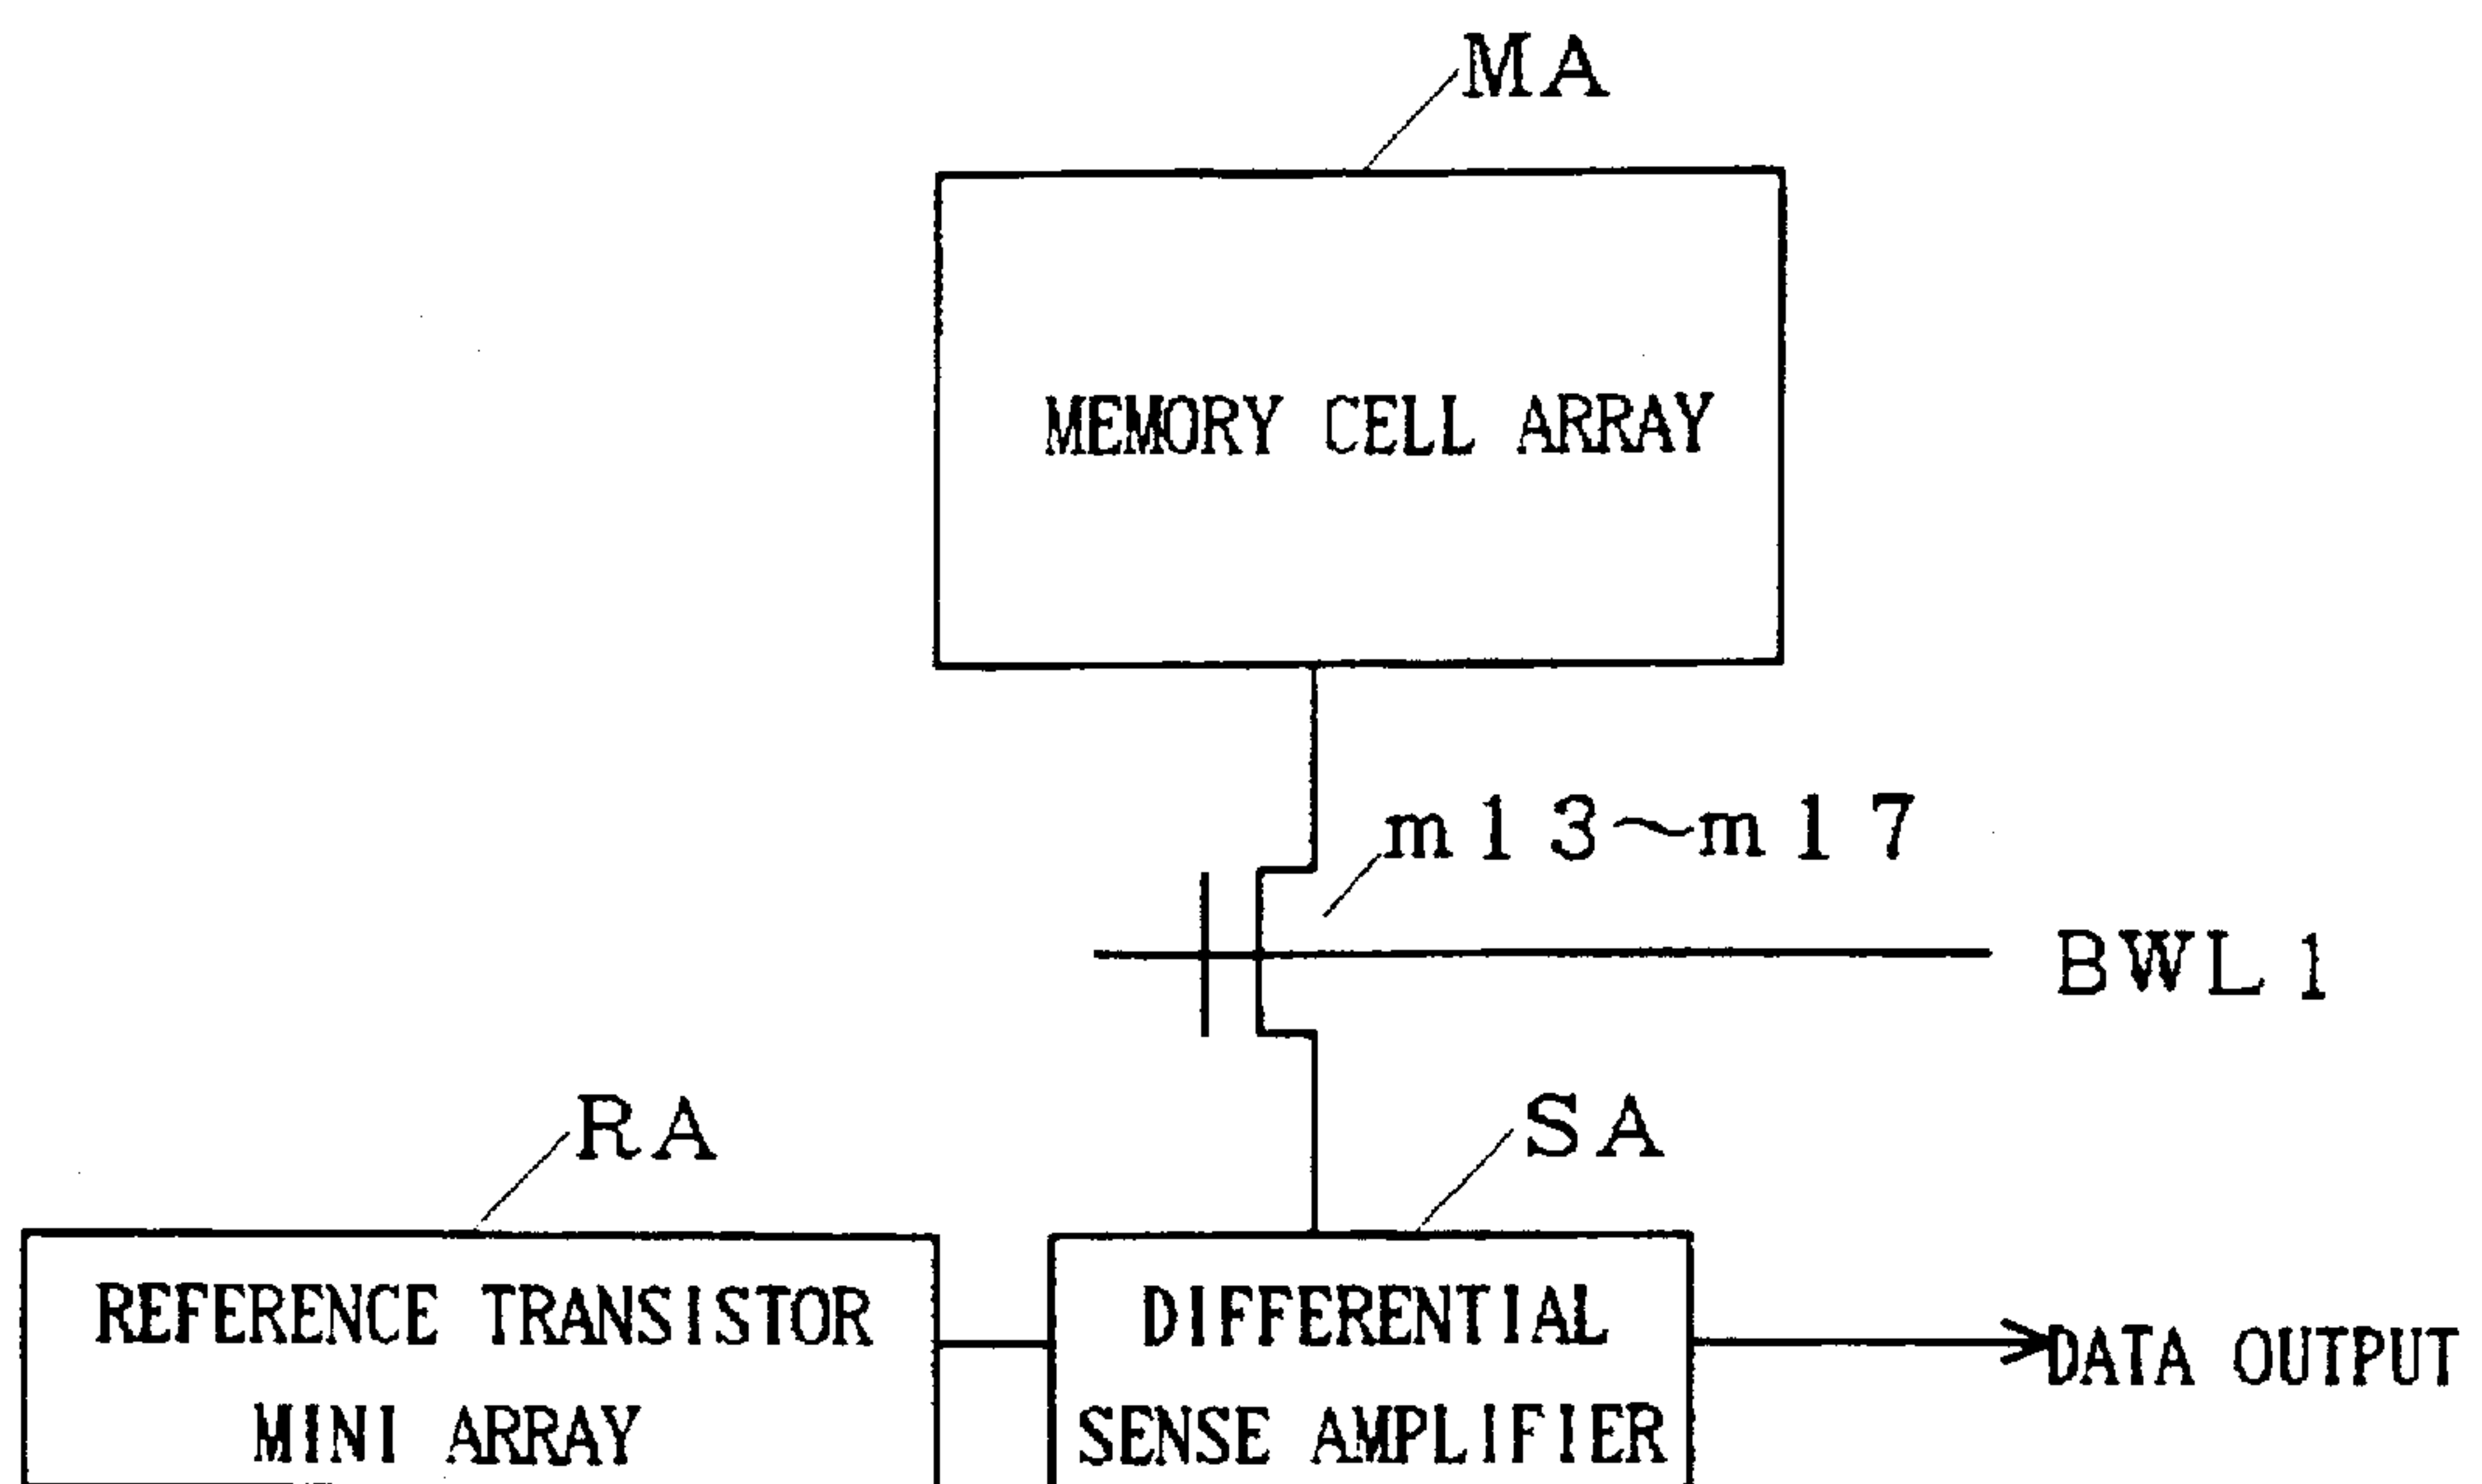 MA
MEMORY CELL ARRAY
m13〜m17
BWL1
RA
SA
REFERENCE TRANSISTOR
MINI ARRAY
DIFFERENTIAL
SENSE AMPLIFIER
DATA OUTPUT